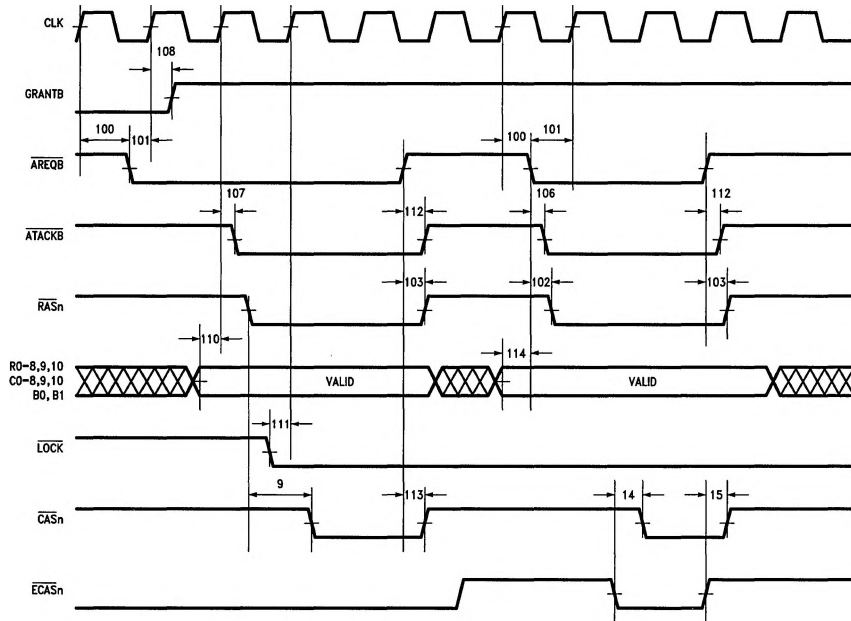 CLK
108
GRANTB
100 101 100 101
AREQB
107 112 106 112
ATACKB
103 102 103
RASn
110 114
R0-8,9,10
C0-8,9,10
B0, B1
VALID VALID
LOCK
111
9 113 14 15
CASn
ECASn